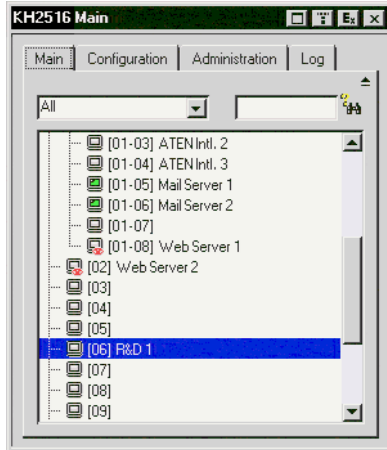 KH2516 Main
Main Configuration Administration Log
All
[01-03] ATEN Intl. 2
[01-04] ATEN Intl. 3
[01-05] Mail Server 1
[01-06] Mail Server 2
[01-07]
[01-08] Web Server 1
[02] Web Server 2
[03]
[04]
[05]
[06] R&D 1
[07]
[08]
[09]